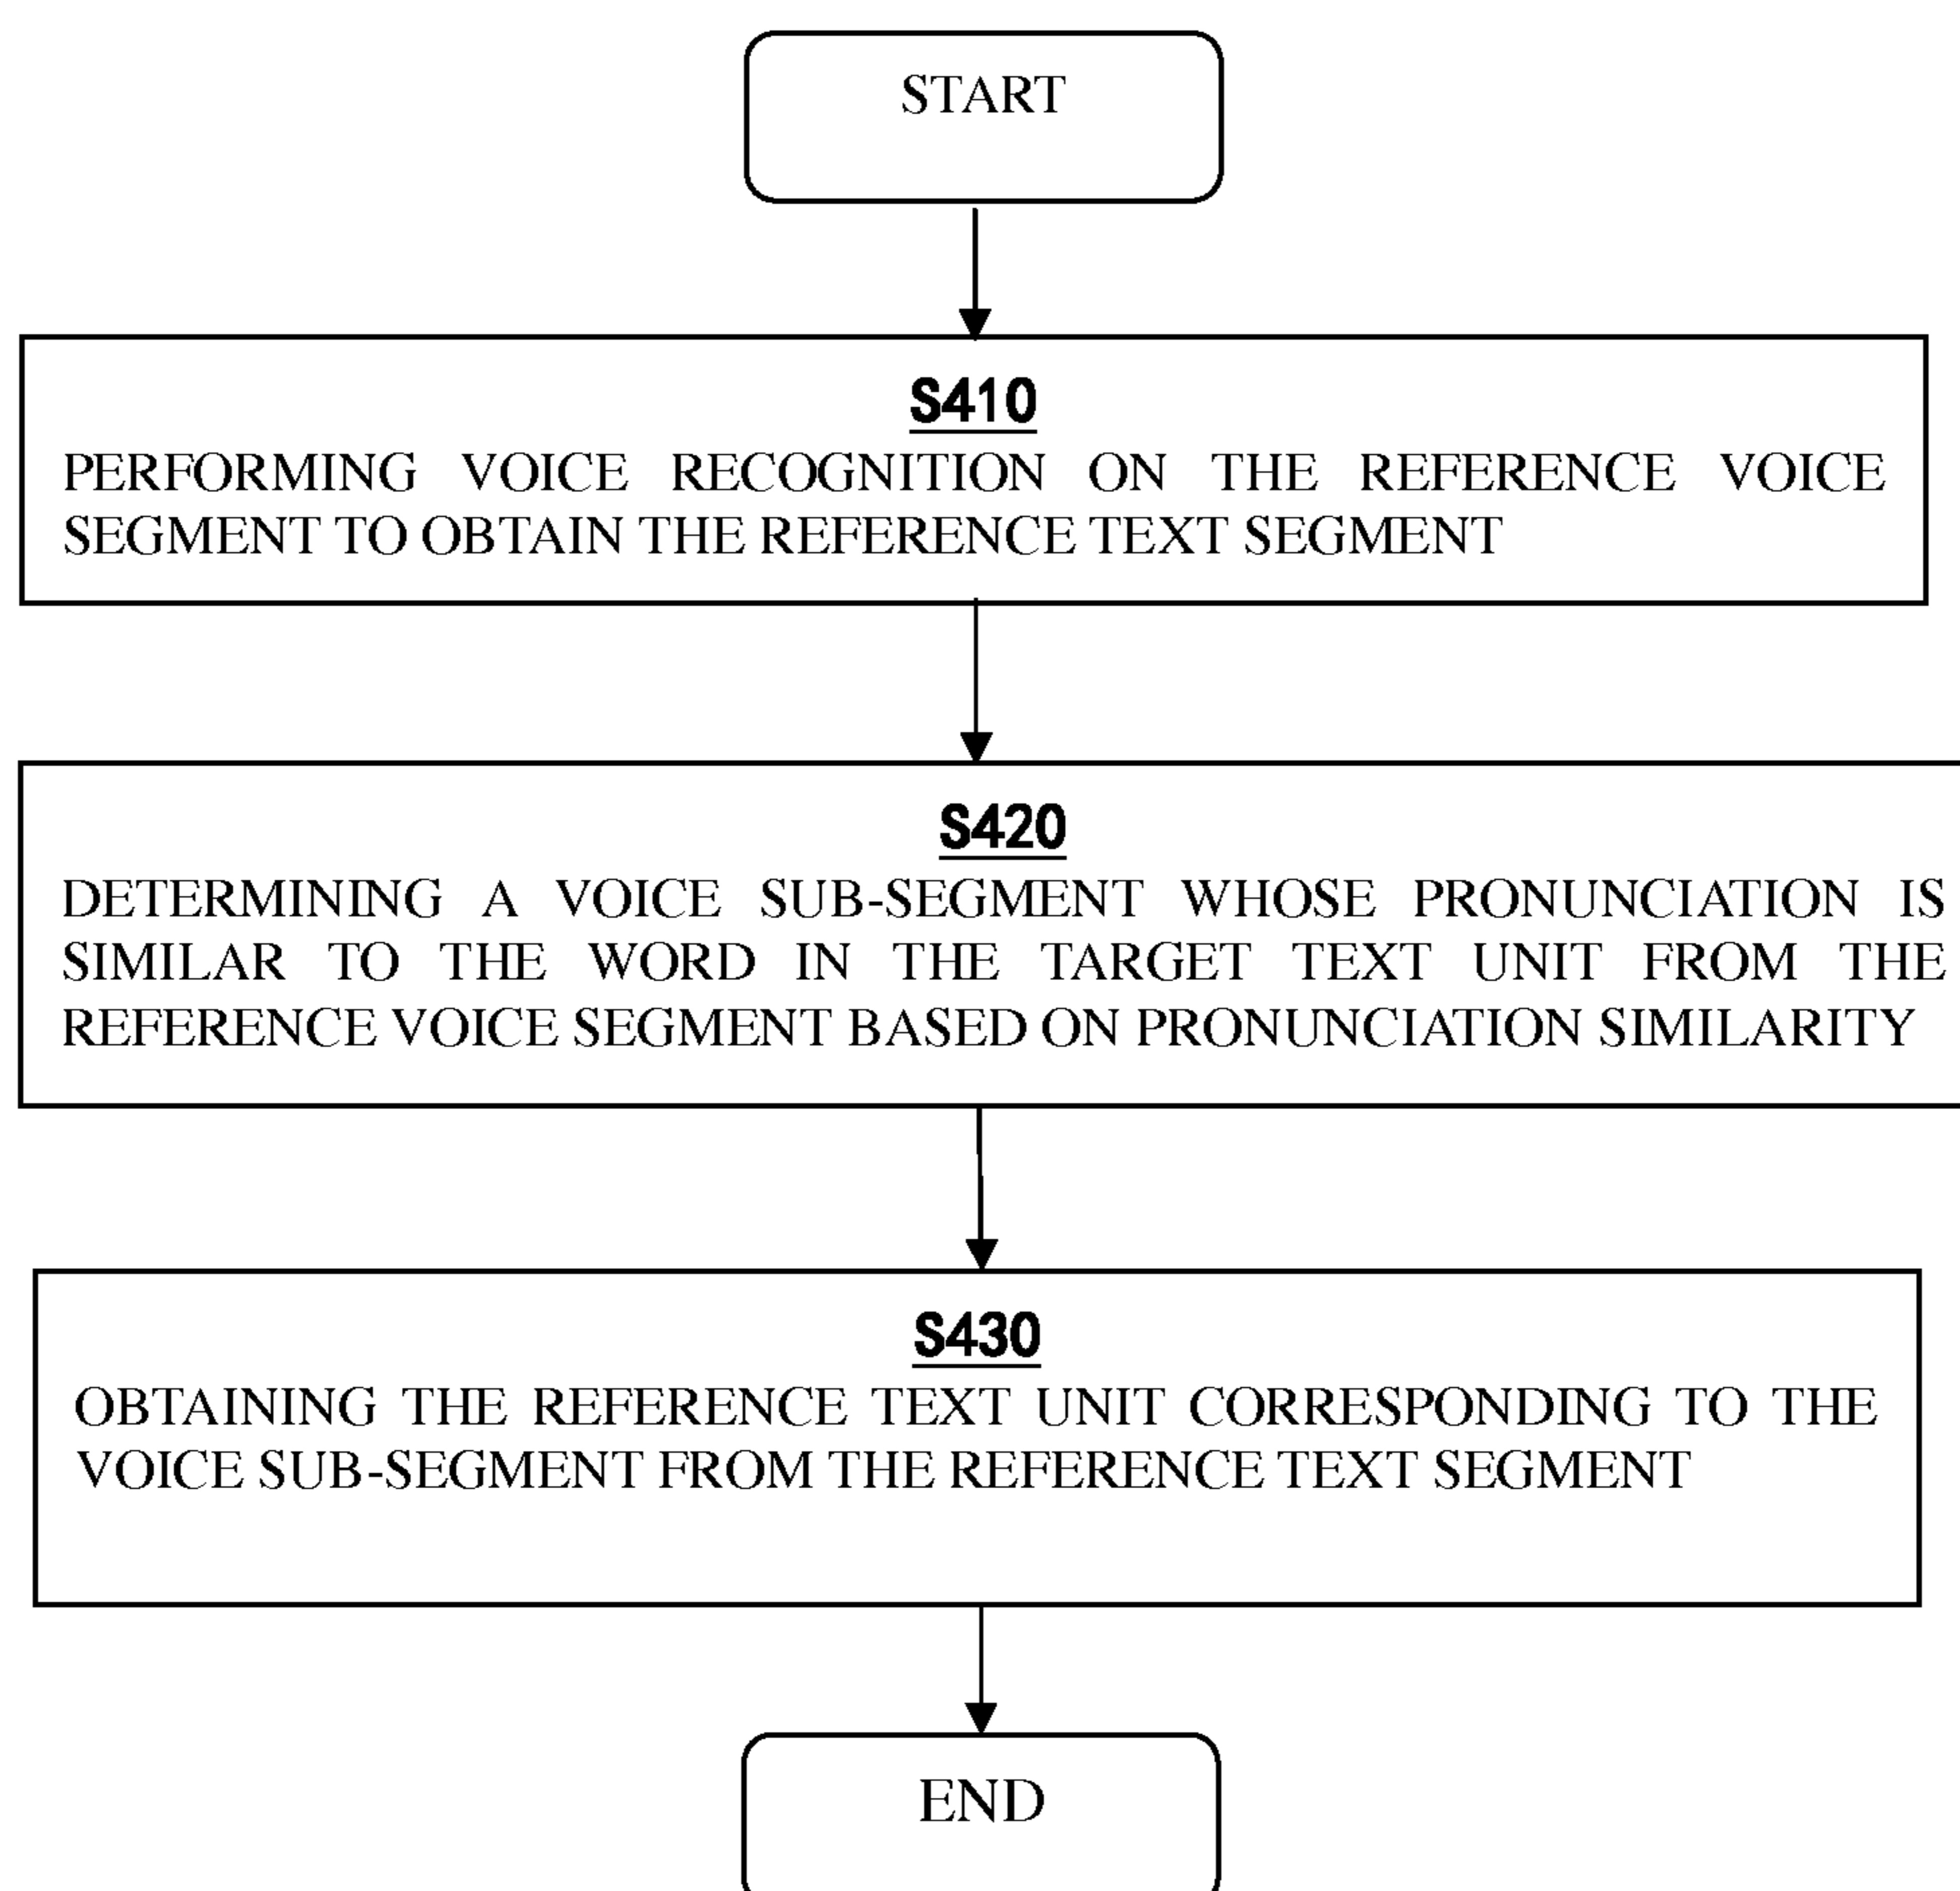 START
S410
PERFORMING VOICE RECOGNITION ON THE REFERENCE VOICE
SEGMENT TO OBTAIN THE REFERENCE TEXT SEGMENT
S420
DETERMINING A VOICE SUB-SEGMENT WHOSE PRONUNCIATION IS
SIMILAR TO THE WORD IN THE TARGET TEXT UNIT FROM THE
REFERENCE VOICE SEGMENT BASED ON PRONUNCIATION SIMILARITY
S430
OBTAINING THE REFERENCE TEXT UNIT CORRESPONDING TO THE
VOICE SUB-SEGMENT FROM THE REFERENCE TEXT SEGMENT
END